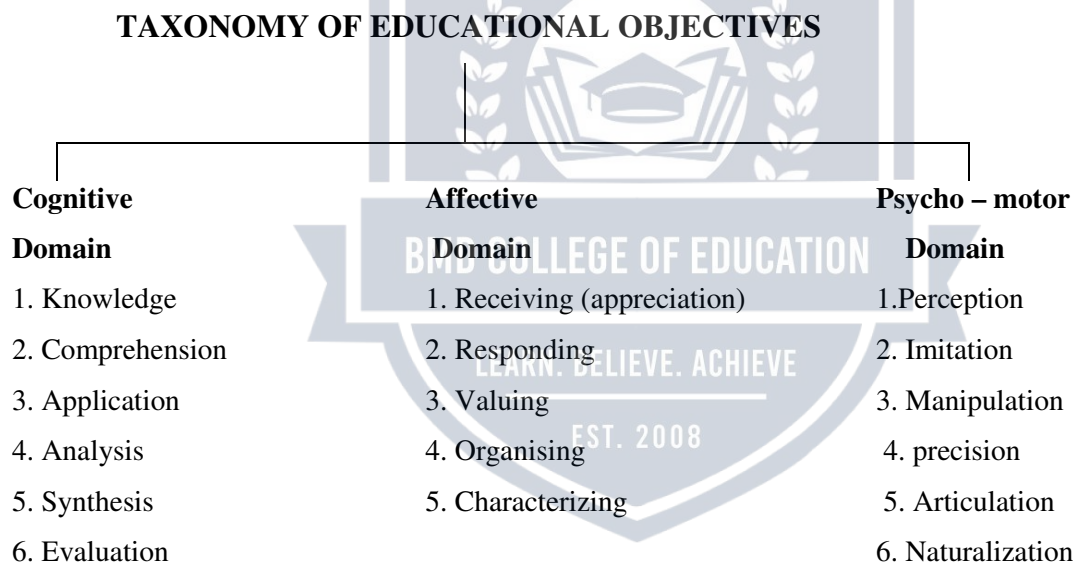 TAXONOMY OF EDUCATIONAL OBJECTIVES
Cognitive
Domain
1. Knowledge
2. Comprehension
3. Application
4. Analysis
5. Synthesis
6. Evaluation
Affective
Domain
1. Receiving (appreciation)
2. Responding
3. Valuing
4. Organising
5. Characterizing
Psycho – motor
Domain
1.Perception
2. Imitation
3. Manipulation
4. precision
5. Articulation
6. Naturalization
BMD COLLEGE OF EDUCATION
LEARN. BELIEVE. ACHIEVE
EST. 2008